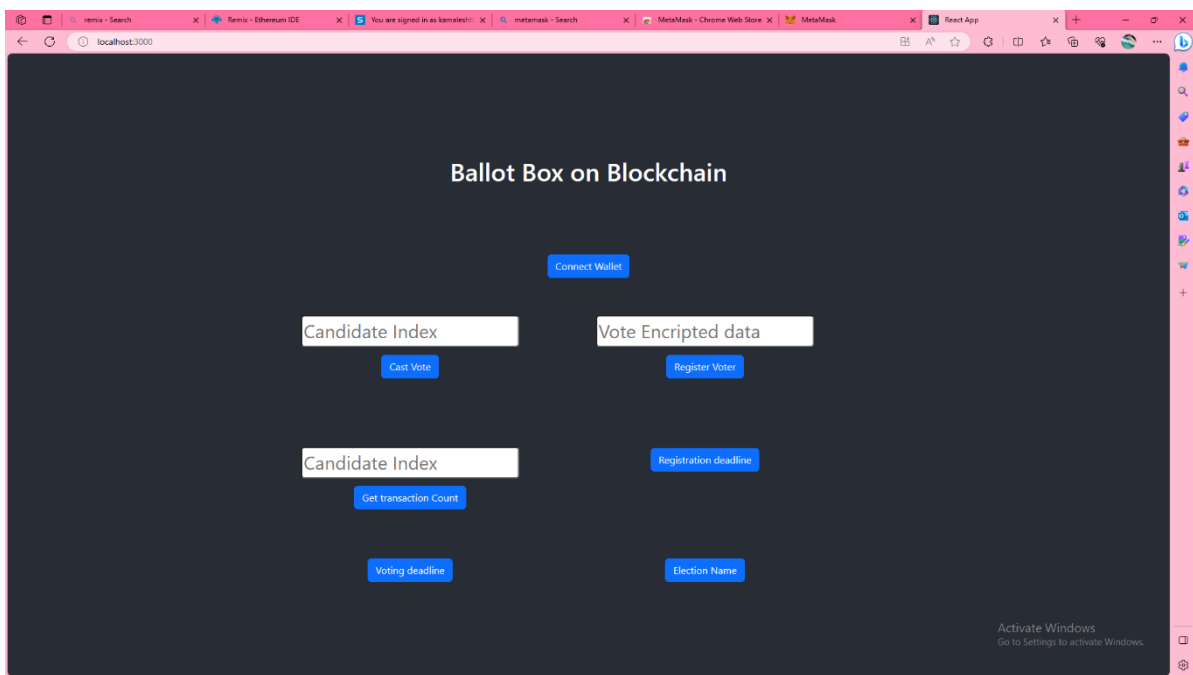 remix - Search
Remix - Ethereum IDE
You are signed in as kamalesht
metamask - Search
MetaMask - Chrome Web Store
MetaMask
React App
localhost:3000
Ballot Box on Blockchain
Connect Wallet
Candidate Index
Vote Encripted data
Cast Vote
Register Voter
Candidate Index
Registration deadline
Get transaction Count
Voting deadline
Election Name
Activate Windows
Go to Settings to activate Windows.